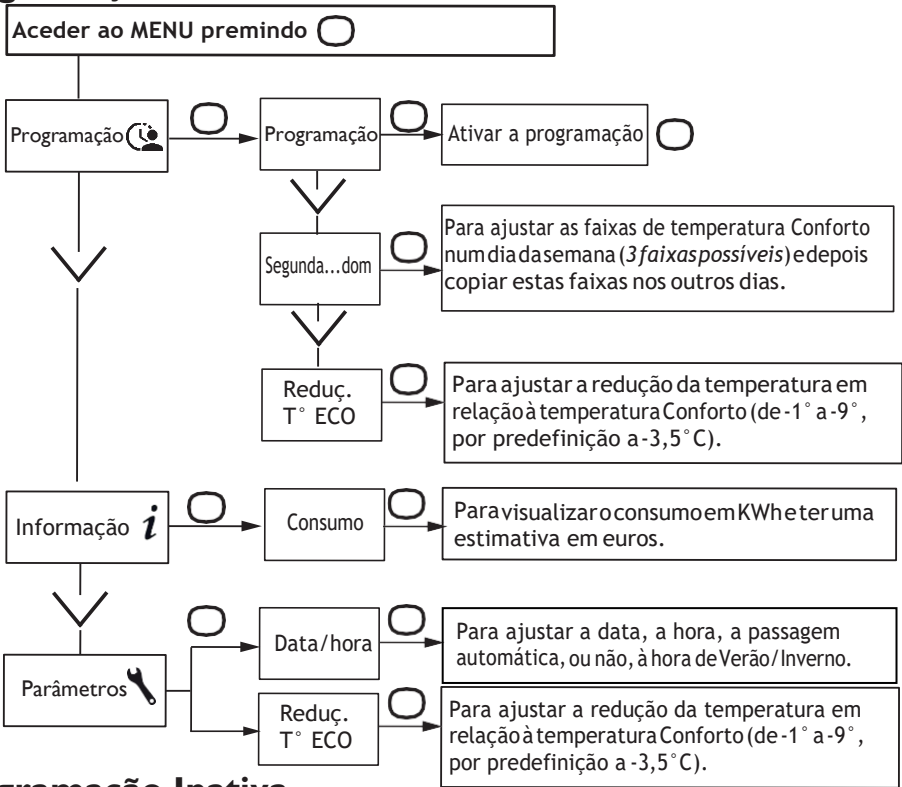 Aceder ao MENU premindo
Programação
Programação
Ativar a programação
Segunda...dom
Para ajustar as faixas de temperatura Conforto
num dia da semana (3 faixas possíveis) e depois
copiar estas faixas nos outros dias.
Reduç.
T° ECO
Para ajustar a redução da temperatura em
relação à temperatura Conforto (de -1° a -9°,
por predefinição a -3,5°C).
Informação i
Consumo
Para visualizar o consumo em KWh e ter uma
estimativa em euros.
Parâmetros
Data/hora
Para ajustar a data, a hora, a passagem
automática, ou não, à hora de Verão/Inverno.
Reduç.
T° ECO
Para ajustar a redução da temperatura em
relação à temperatura Conforto (de -1° a -9°,
por predefinição a -3,5°C).